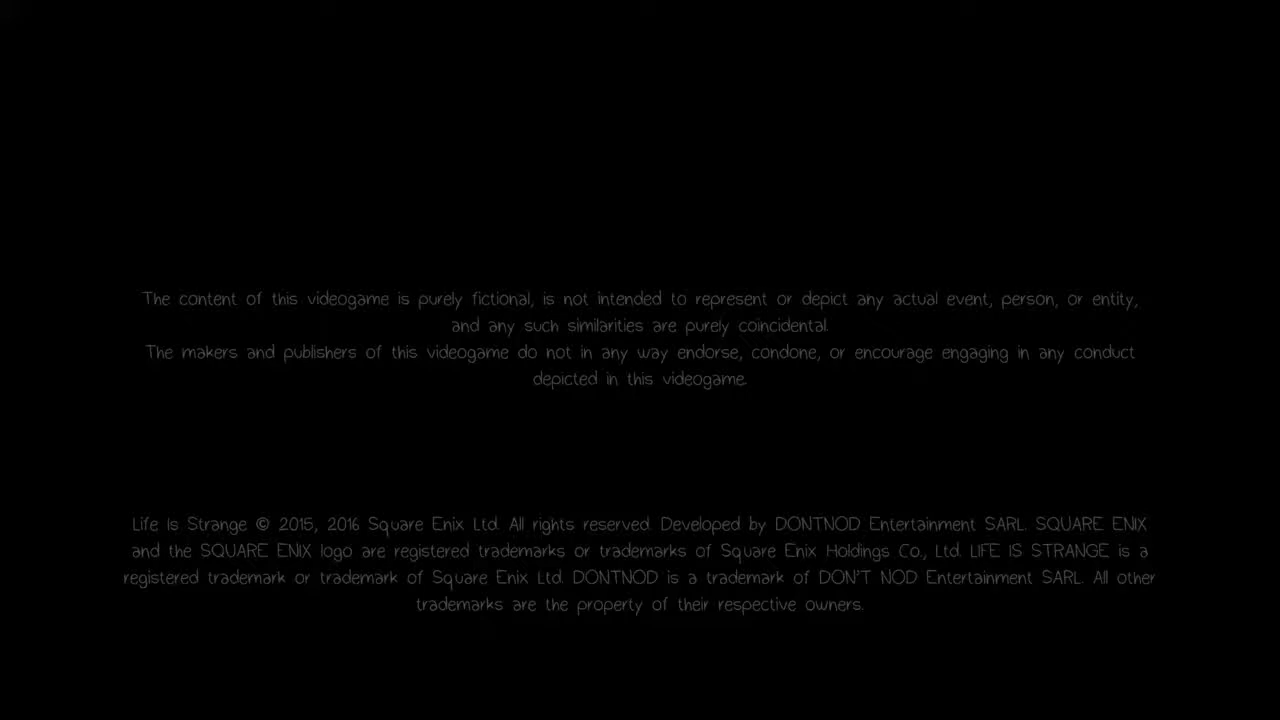 The content of this videogame is purely fictional, is not intended to represent or depict any actual event, person, or entity,
and any such similarities are purely coincidental.
The makers and publishers of this videogame do not in any way endorse, condone, or encourage engaging in any conduct
depicted in this videogame.
Life Is Strange © 2015, 2016 Square Enix Ltd. All rights reserved. Developed by DONTNOD Entertainment SARL. SQUARE ENIX
and the SQUARE ENIX logo are registered trademarks or trademarks of Square Enix Holdings Co., Ltd. LIFE IS STRANGE is a
registered trademark or trademark of Square Enix Ltd. DONTNOD is a trademark of DON'T NOD Entertainment SARL. All other
trademarks are the property of their respective owners.